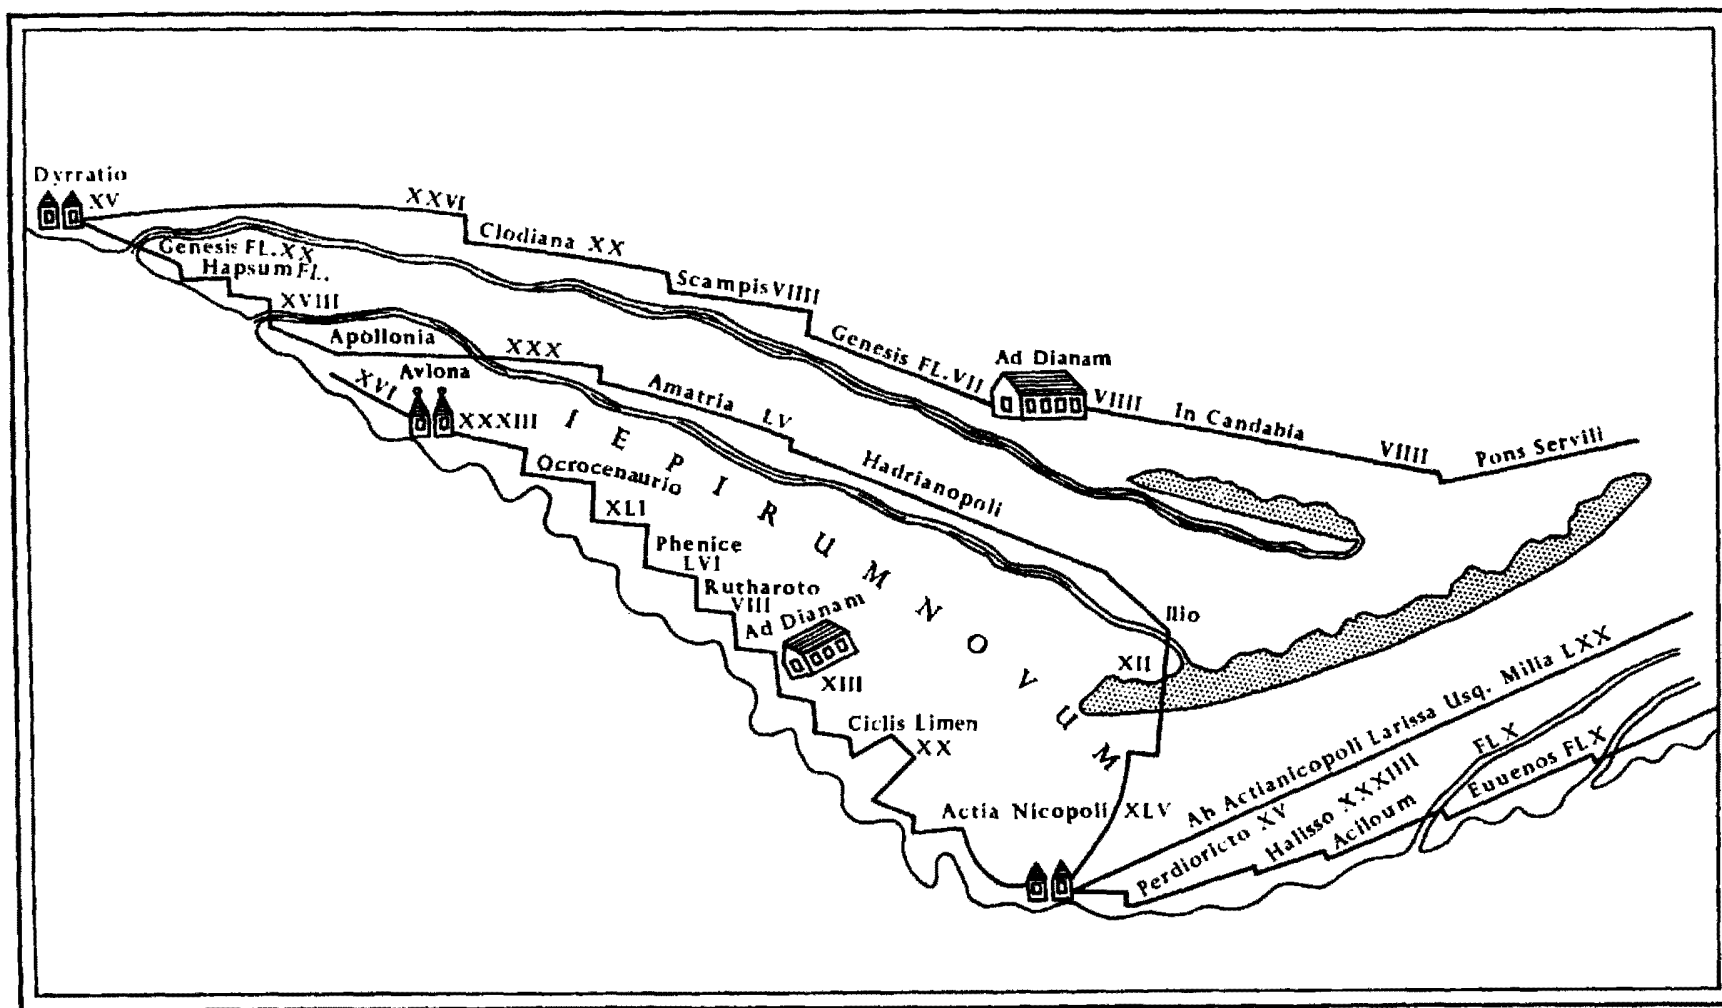 Dyrratio
XV
XXVI
Clodiana XX
Scampis VIIII
Genesis FL. VII
Ad Dianam
VIIII
In Candabia
VIIII
Pons Servili
Genesis FL. XX
Hapsum FL.
XVIII
Apollonia
XXX
Amatria
LV
Hadrianopoli
Ilio
XII
XVI
Avlona
XXXIII
Ocrocenaurio
XLI
Phenice
LVI
Rutharoto
VIII
Ad Dianam
XIII
Ciclis Limen
XX
Actia Nicopoli XLV
I E P I R U M N O V U M
Ab Actianicopoli Larissa Usq. Milia LXX
Perdioricto XV
Halisso XXXIIII
Aciloum
FL X
Euuenos FL X